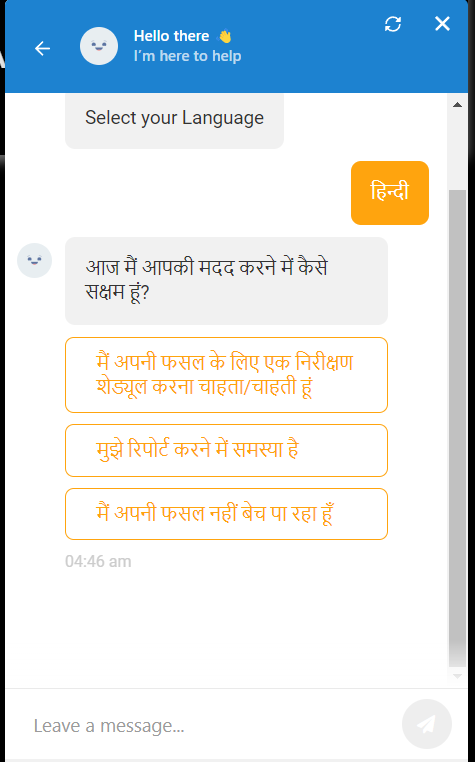 Hello there 👋
I'm here to help
Select your Language
हिन्दी
आज मैं आपकी मदद करने में कैसे
सक्षम हूं?
मैं अपनी फसल के लिए एक निरीक्षण
शेड्यूल करना चाहता/चाहती हूं
मुझे रिपोर्ट करने में समस्या है
मैं अपनी फसल नहीं बेच पा रहा हूँ
04:46 am
Leave a message...